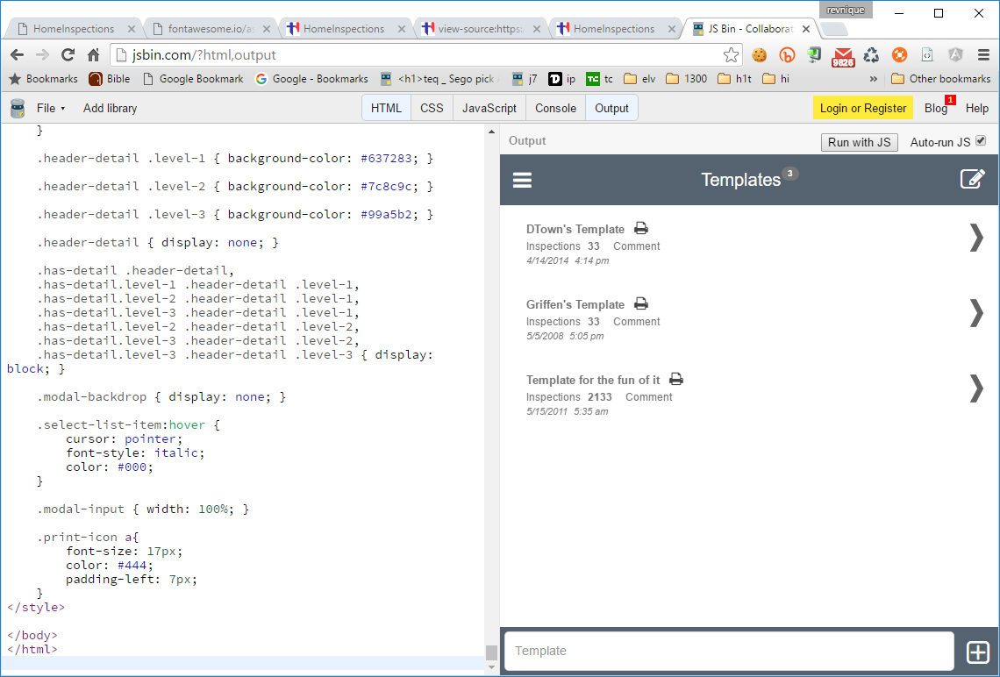 revnique
HomeInspections
fontawesome.io/as
HomeInspections
view-source:https:
HomeInspections
JS Bin - Collaborat
jsbin.com/?html,output
9826
Bookmarks
Bible
Google Bookmark
Google - Bookmarks
<h1>teq _ Sego pick
j7
ip
tc
elv
1300
h1t
hi
»
Other bookmarks
File
Add library
HTML
CSS
JavaScript
Console
Output
Login or Register
Blog
1
Help
}
.header-detail .level-1 { background-color: #637283; }
.header-detail .level-2 { background-color: #7c8c9c; }
.header-detail .level-3 { background-color: #99a5b2; }
.header-detail { display: none; }
.has-detail .header-detail,
.has-detail.level-1 .header-detail .level-1,
.has-detail.level-2 .header-detail .level-1,
.has-detail.level-3 .header-detail .level-1,
.has-detail.level-2 .header-detail .level-2,
.has-detail.level-3 .header-detail .level-2,
.has-detail.level-3 .header-detail .level-3 { display:
block; }
.modal-backdrop { display: none; }
.select-list-item:hover {
cursor: pointer;
font-style: italic;
color: #000;
}
.modal-input { width: 100%; }
.print-icon a{
font-size: 17px;
color: #444;
padding-left: 7px;
}
</style>
</body>
</html>
Output
Run with JS
Auto-run JS
Templates 3
DTown's Template
Inspections 33 Comment
4/14/2014 4:14 pm
Griffen's Template
Inspections 33 Comment
5/5/2008 5:05 pm
Template for the fun of it
Inspections 2133 Comment
5/15/2011 5:35 am
Template